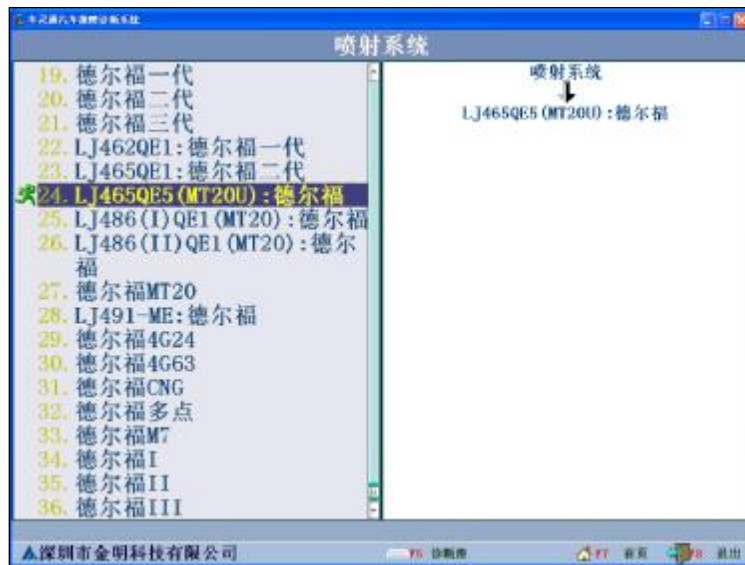 喷射系统
19. 德尔福一代
20. 德尔福二代
21. 德尔福三代
22. LJ462QE1:德尔福一代
23. LJ465QE1:德尔福二代
24. LJ465QE5(MT20U):德尔福
25. LJ486(I)QE1(MT20):德尔福
26. LJ486(II)QE1(MT20):德尔
福
27. 德尔福MT20
28. LJ491-ME:德尔福
29. 德尔福4G24
30. 德尔福4G63
31. 德尔福CNG
32. 德尔福多点
33. 德尔福M7
34. 德尔福I
35. 德尔福II
36. 德尔福III
喷射系统
LJ465QE5(MT20U):德尔福
深圳市金明科技有限公司
F6 诊断座
F7 首页
F8 退出